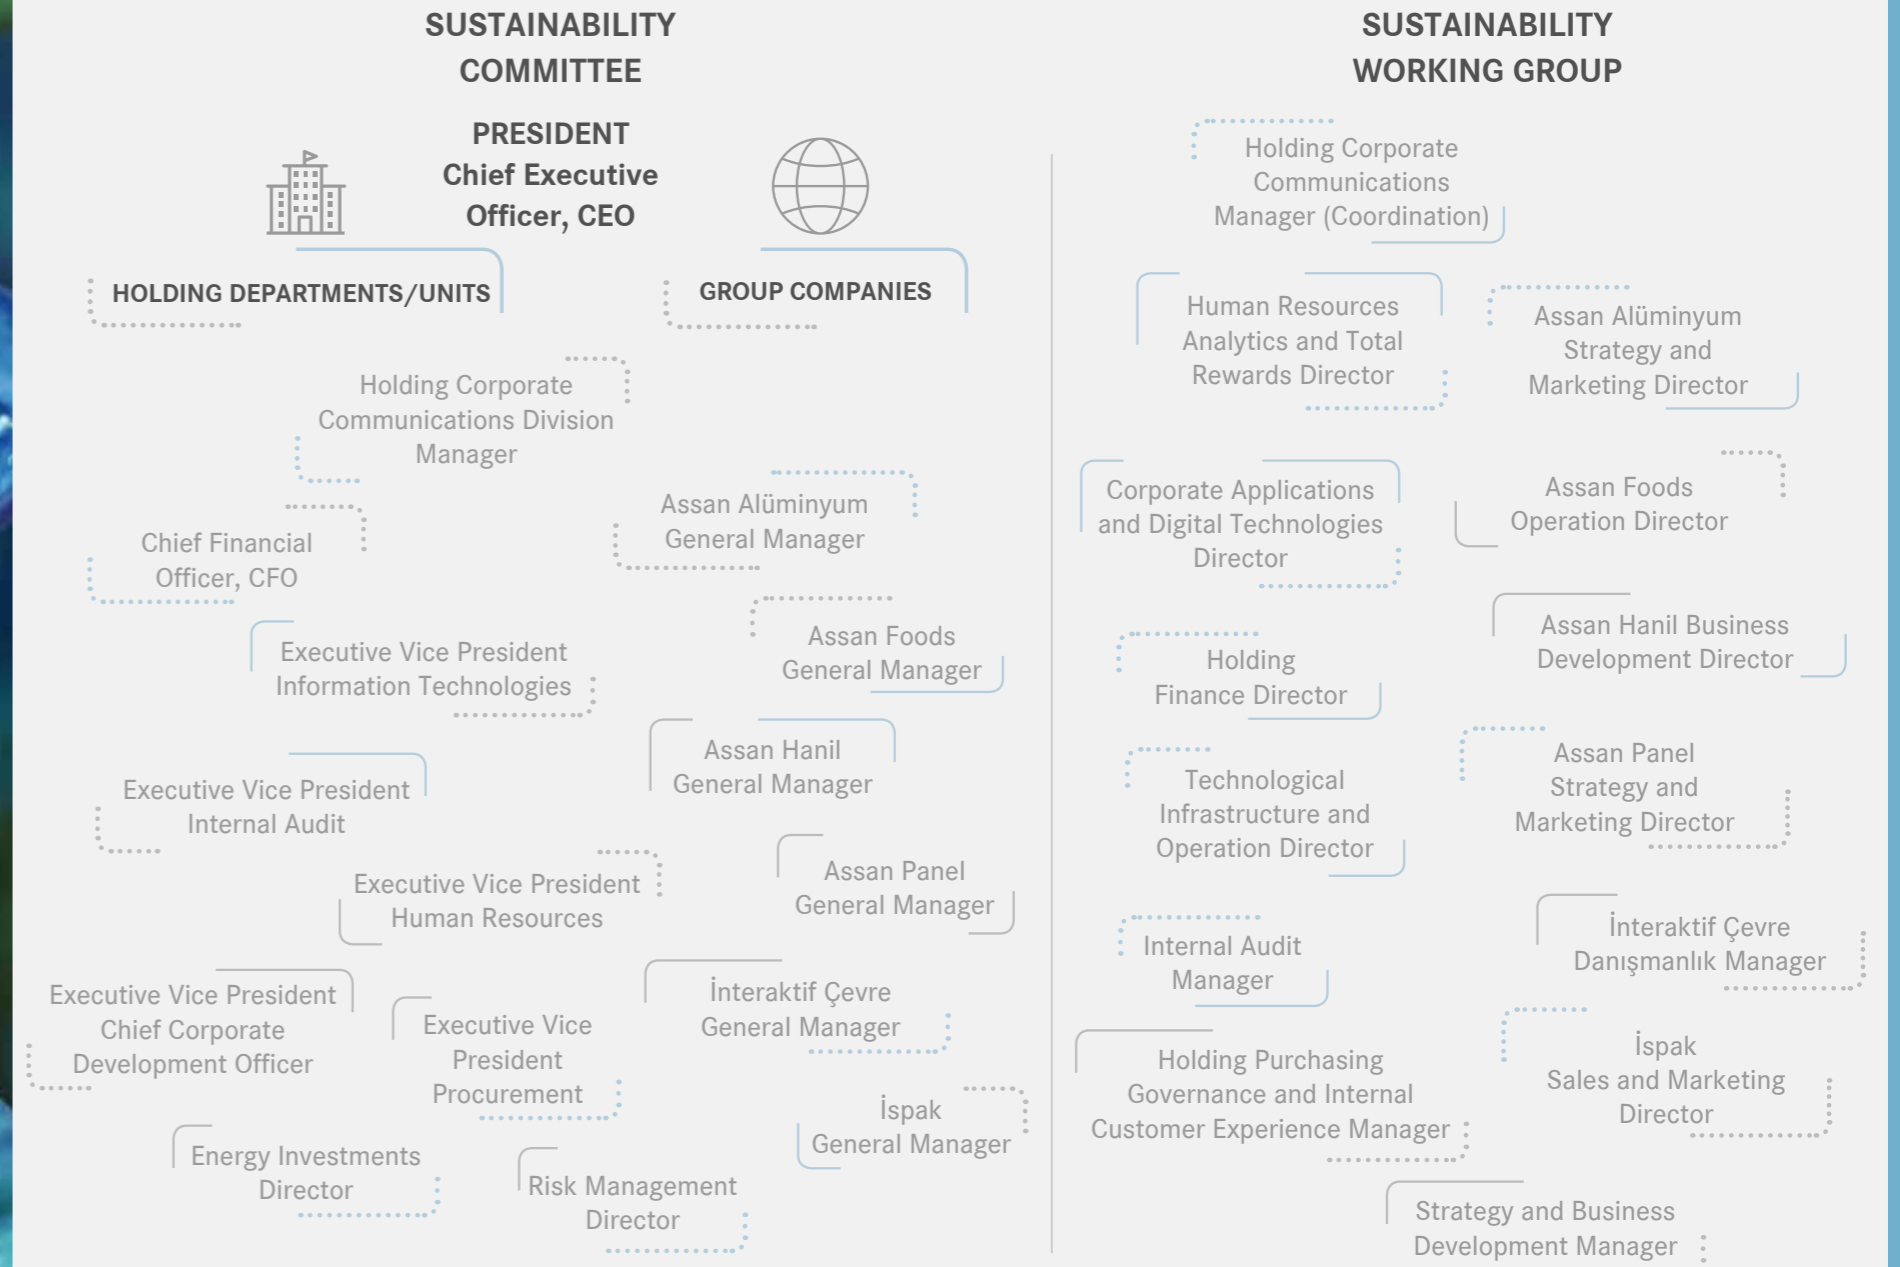 SUSTAINABILITY
COMMITTEE
PRESIDENT
Chief Executive
Officer, CEO
HOLDING DEPARTMENTS/UNITS
Holding Corporate
Communications Division
Manager
Chief Financial
Officer, CFO
Executive Vice President
Information Technologies
Executive Vice President
Internal Audit
Executive Vice President
Human Resources
Executive Vice President
Chief Corporate
Development Officer
Executive Vice
President
Procurement
Energy Investments
Director
Risk Management
Director
GROUP COMPANIES
Assan Alüminyum
General Manager
Assan Foods
General Manager
Assan Hanil
General Manager
Assan Panel
General Manager
İnteraktif Çevre
General Manager
İspak
General Manager
SUSTAINABILITY
WORKING GROUP
Holding Corporate
Communications
Manager (Coordination)
Human Resources
Analytics and Total
Rewards Director
Corporate Applications
and Digital Technologies
Director
Holding
Finance Director
Technological
Infrastructure and
Operation Director
Internal Audit
Manager
Holding Purchasing
Governance and Internal
Customer Experience Manager
Assan Alüminyum
Strategy and
Marketing Director
Assan Foods
Operation Director
Assan Hanil Business
Development Director
Assan Panel
Strategy and
Marketing Director
İnteraktif Çevre
Danışmanlık Manager
İspak
Sales and Marketing
Director
Strategy and Business
Development Manager